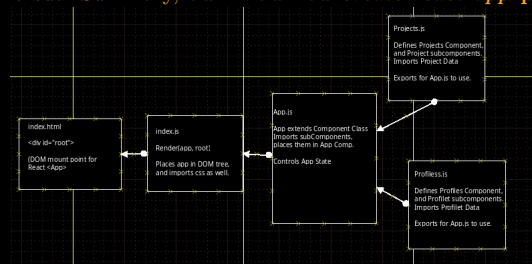 Projects.js
Defines Projects Component,
and Project subcomponents.
Imports Project Data
Exports for App.js to use.
index.html
<div id="root">
(DOM mount point for
React <App>
index.js
Render(app, root)
Places app in DOM tree,
and imports css as well.
App.js
App extends Component Class
Imports subComponents,
places them in App Comp.
Controls App State
Profiless.js
Defines Profiles Component,
and Profilet subcomponents.
Imports Profilet Data
Exports for App.js to use.